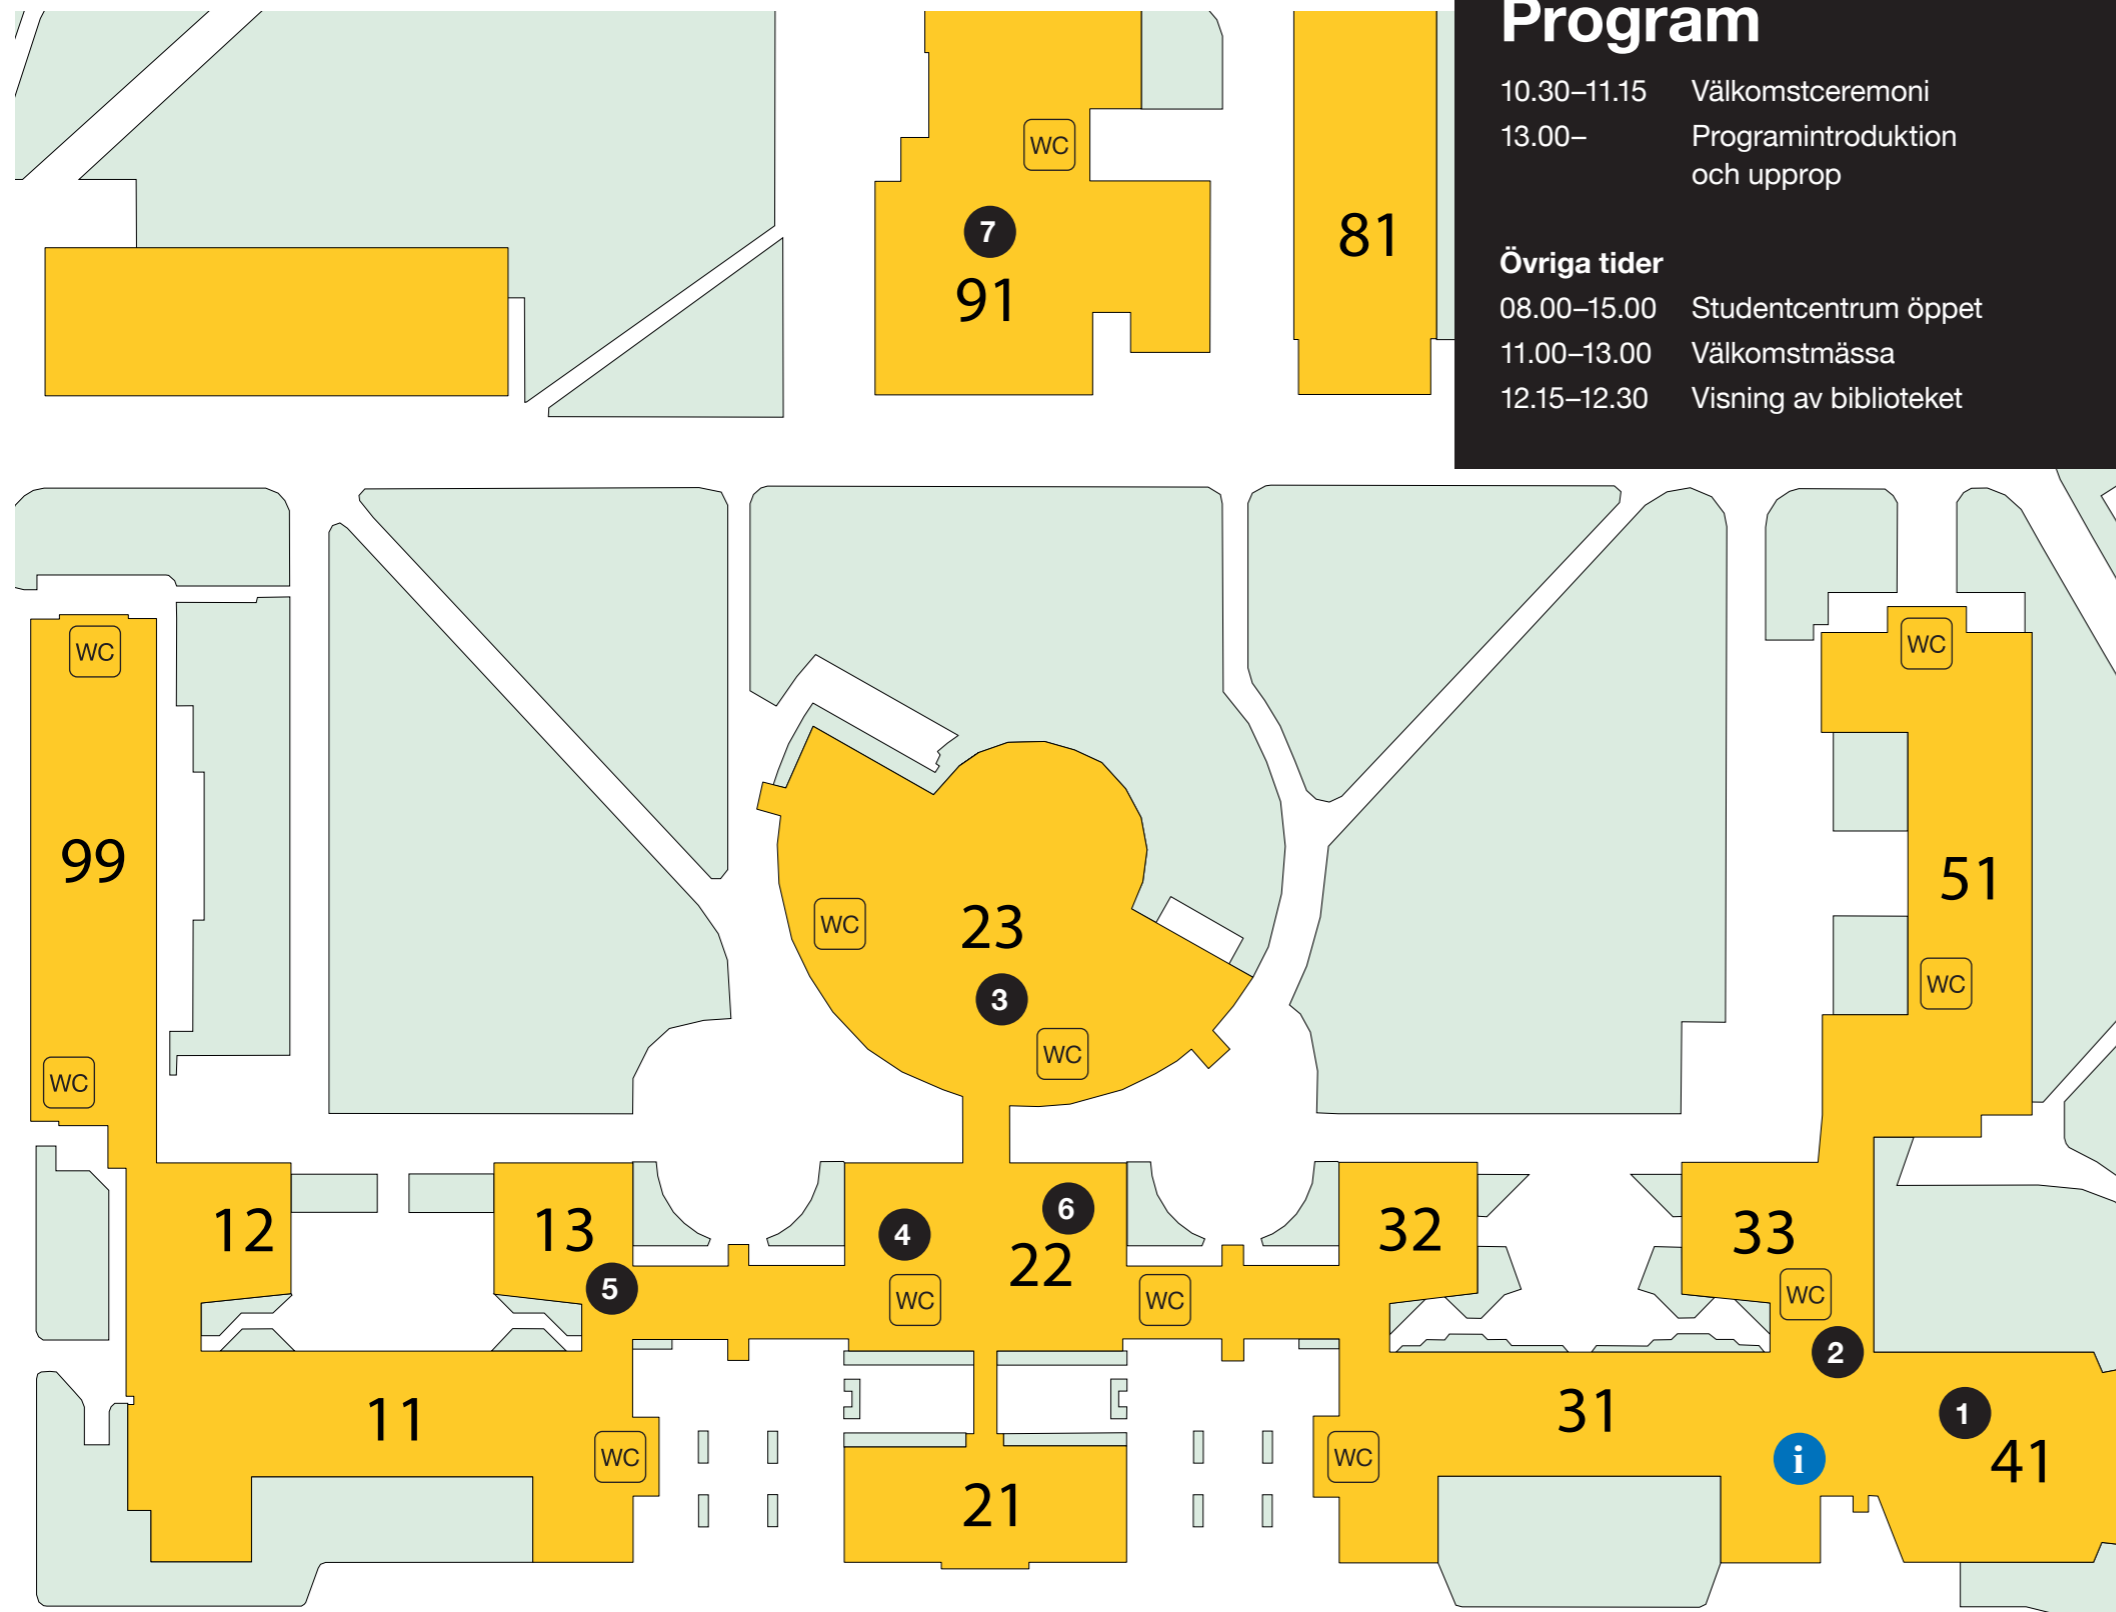 Program
10.30–11.15 Välkomstceremoni
13.00– Programintroduktion
och upprop
Övriga tider
08.00–15.00 Studentcentrum öppet
11.00–13.00 Välkomstmässa
12.15–12.30 Visning av biblioteket
WC
7
91
81
WC
99
WC
WC
23
WC
3
WC
WC
51
WC
12
13
5
4
6
22
WC
WC
32
33
WC
2
11
WC
21
WC
31
i
1
41